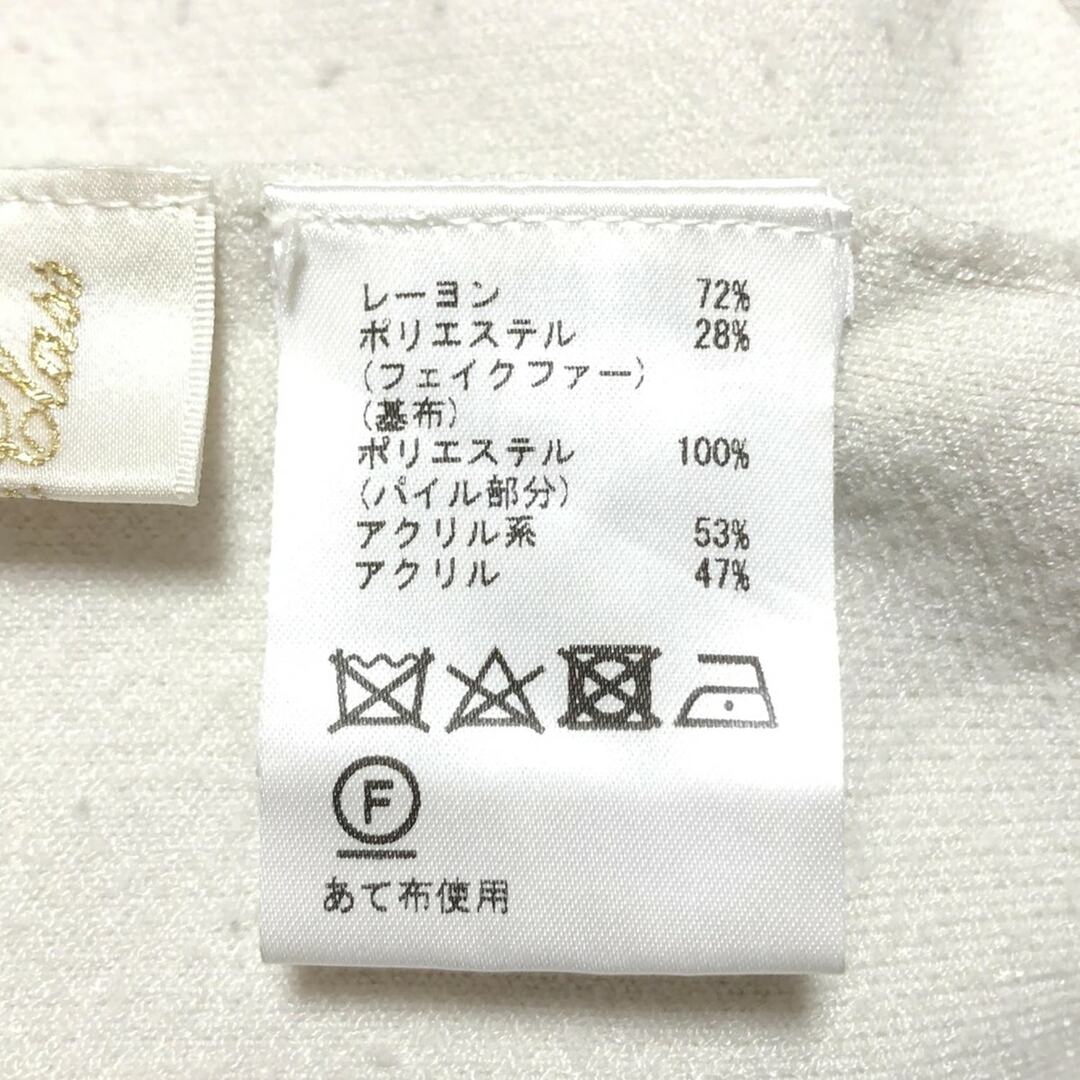 レーヨン 72%
ポリエステル 28%
(フェイクファー)
(基布)
ポリエステル 100%
(パイル部分)
アクリル系 53%
アクリル 47%
F
あて布使用